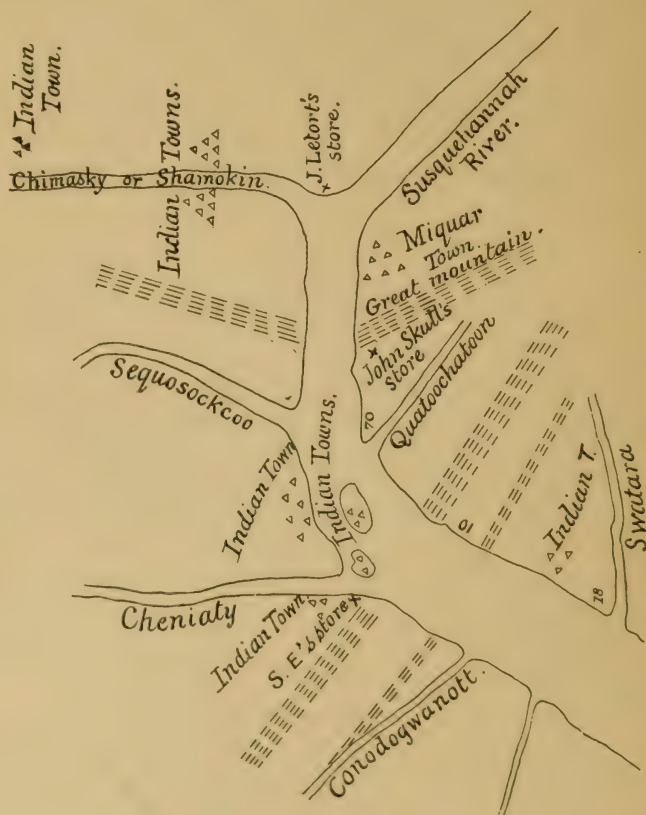 Indian
Town.
Indian Towns.
Chimasky or Shamokin.
J. Letort's
store.
Susquehannah
River.
Miquar
Town.
Great mountain.
John Skull's
store
Sequosockcoo
70
Quatoochatoon
Indian Town
Indian Towns.
10
Indian T.
18
Swatara
Cheniaty
Indian Town.
S. E's store
Conodogwanott.